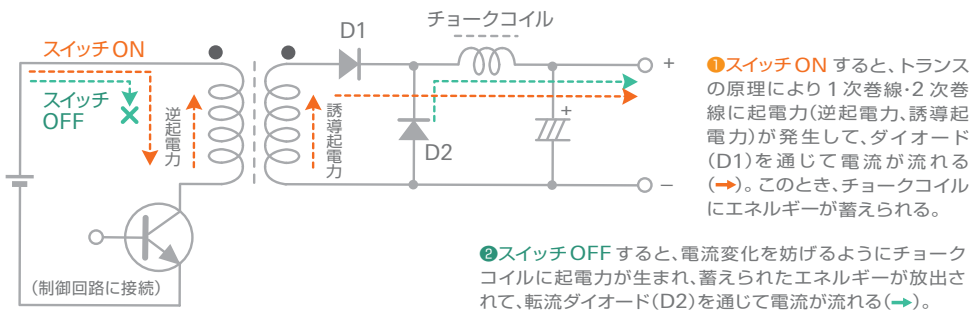 チョークコイル
D1
スイッチON
スイッチ
OFF
逆起電力
誘導起電力
D2
+
+
−
(制御回路に接続)
❶スイッチON すると、トランス
の原理により1次巻線・2次巻
線に起電力(逆起電力、誘導起
電力)が発生して、ダイオード
(D1)を通じて電流が流れる
(→)。このとき、チョークコイル
にエネルギーが蓄えられる。
❷スイッチOFF すると、電流変化を妨げるようにチョーク
コイルに起電力が生まれ、蓄えられたエネルギーが放出さ
れて、転流ダイオード(D2)を通じて電流が流れる(→)。